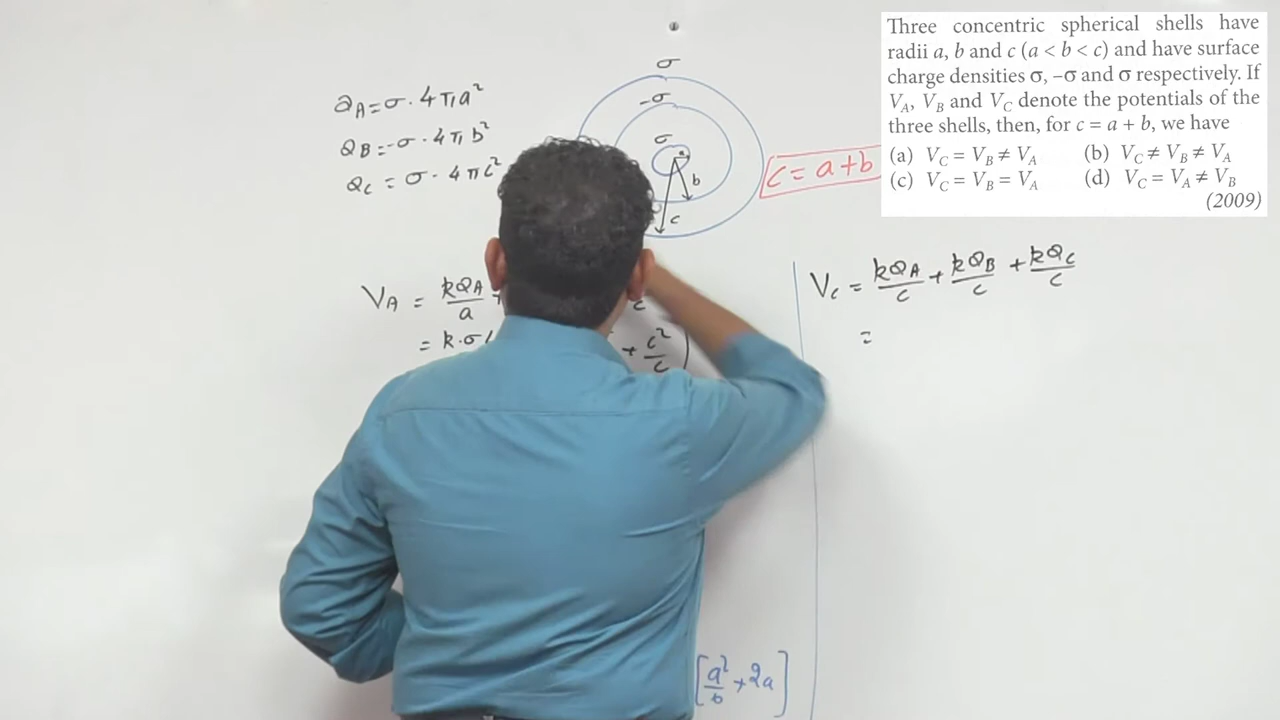 Three concentric spherical shells have
radii a, b and c (a < b < c) and have surface
charge densities σ, –σ and σ respectively. If
V_A, V_B and V_C denote the potentials of the
three shells, then, for c = a + b, we have
(a) V_C = V_B ≠ V_A (b) V_C ≠ V_B ≠ V_A
(c) V_C = V_B = V_A (d) V_C = V_A ≠ V_B
(2009)
Q_A = σ · 4πa²
Q_B = -σ · 4πb²
Q_C = σ · 4πc²
σ
-σ
σ
a
b
c
c = a + b
V_A = kQ_A/a +
c
= k·σ
+ c²/c )
V_C = kQ_A/c + kQ_B/c + kQ_C/c
=
[a²/b + 2a]